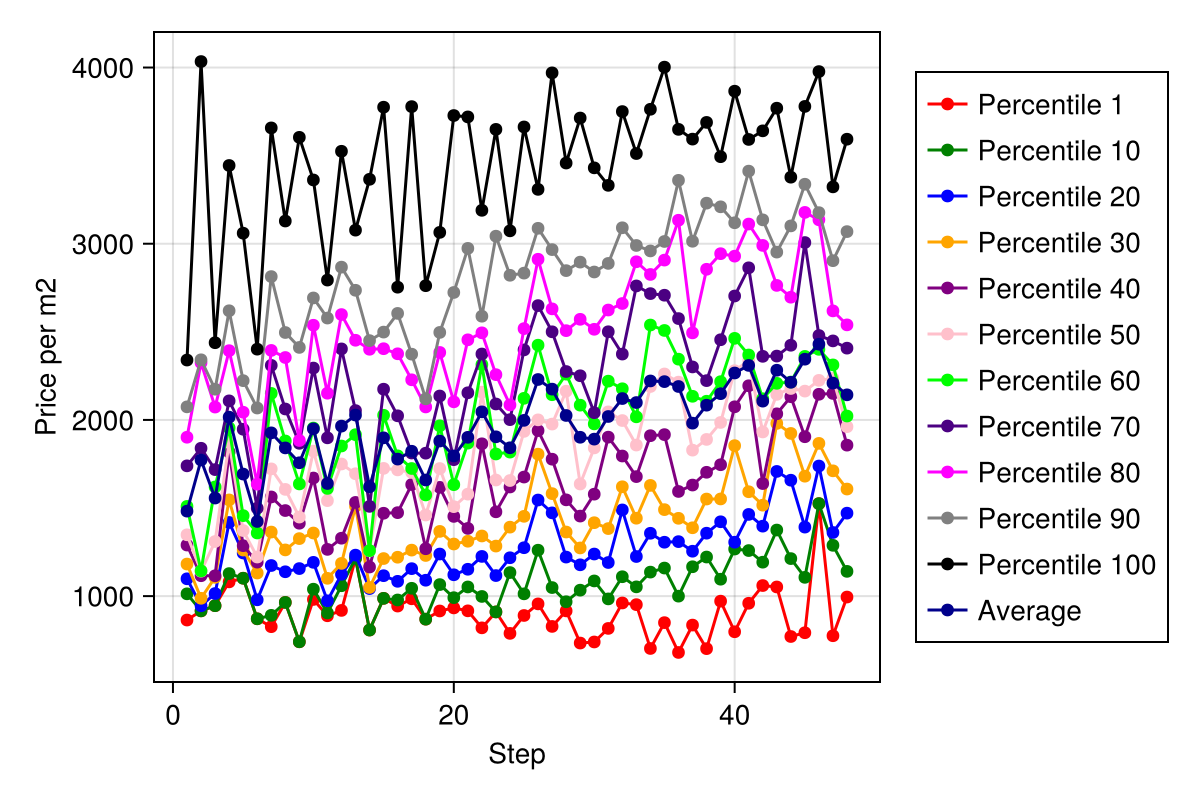 4000
3000
2000
1000
Price per m2
0
20
40
Step
Percentile 1
Percentile 10
Percentile 20
Percentile 30
Percentile 40
Percentile 50
Percentile 60
Percentile 70
Percentile 80
Percentile 90
Percentile 100
Average